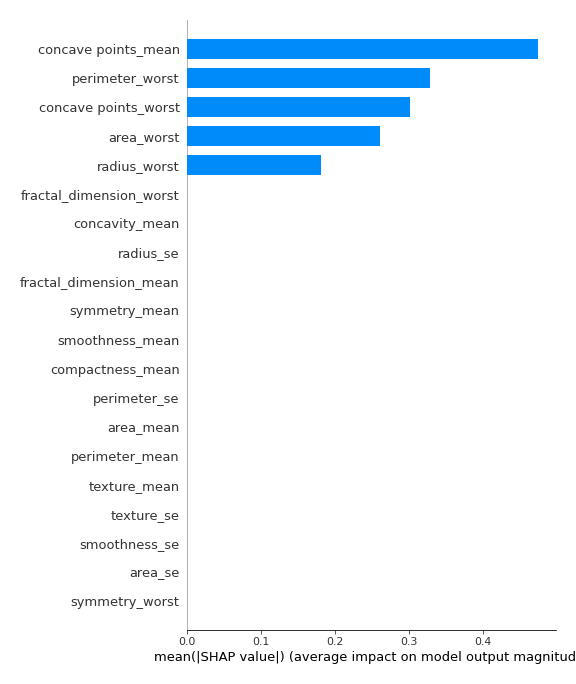 concave points_mean
perimeter_worst
concave points_worst
area_worst
radius_worst
fractal_dimension_worst
concavity_mean
radius_se
fractal_dimension_mean
symmetry_mean
smoothness_mean
compactness_mean
perimeter_se
area_mean
perimeter_mean
texture_mean
texture_se
smoothness_se
area_se
symmetry_worst
0.0 0.1 0.2 0.3 0.4
mean(|SHAP value|) (average impact on model output magnitud